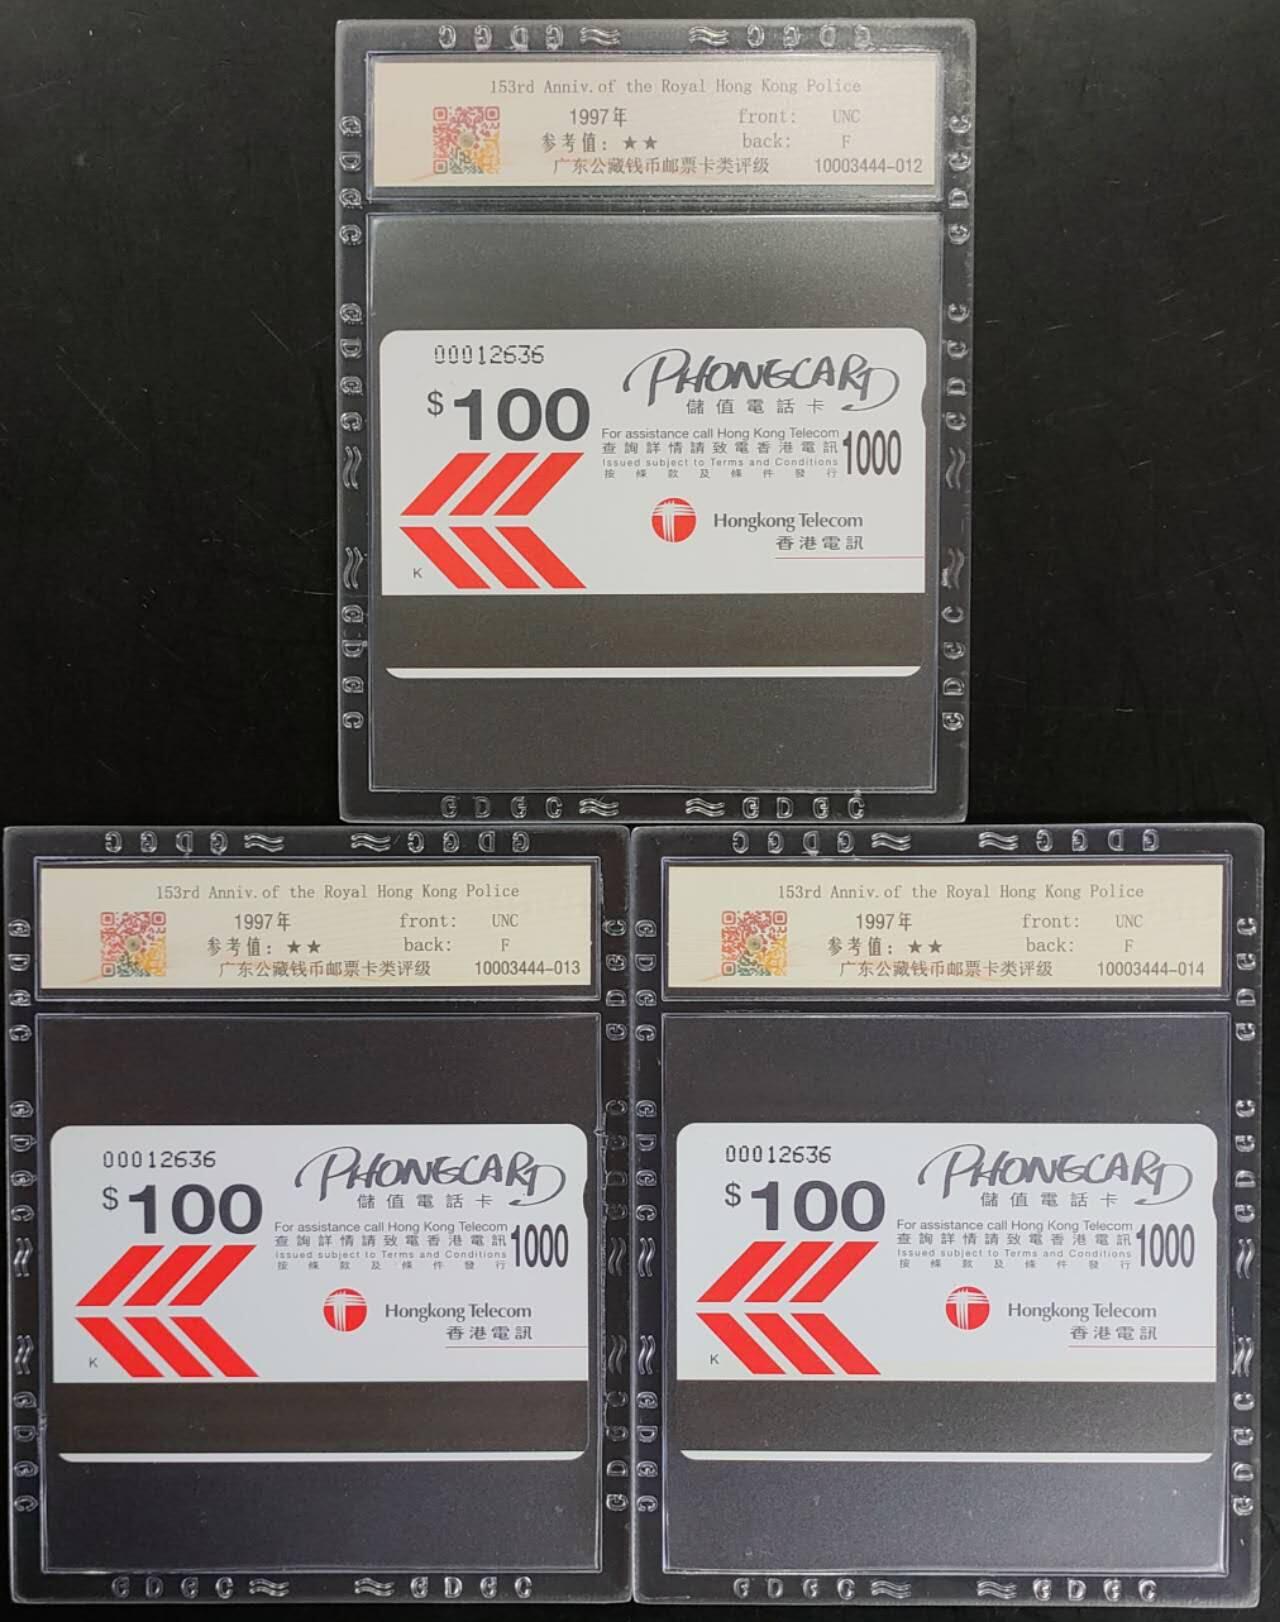 153rd Anniv. of the Royal Hong Kong Police
1997年 front: UNC
参考值: ★★ back: F
广东公藏钱币邮票卡类评级 10003444-012
00012636
$100
PHONECARD
儲值電話卡
For assistance call Hong Kong Telecom
查詢詳情請致電香港電訊
Issued subject to Terms and Conditions
按條款及條件發行
1000
Hongkong Telecom
香港電訊
K
153rd Anniv. of the Royal Hong Kong Police
1997年 front: UNC
参考值: ★★ back: F
广东公藏钱币邮票卡类评级 10003444-013
00012636
$100
PHONECARD
儲值電話卡
For assistance call Hong Kong Telecom
查詢詳情請致電香港電訊
Issued subject to Terms and Conditions
按條款及條件發行
1000
Hongkong Telecom
香港電訊
K
153rd Anniv. of the Royal Hong Kong Police
1997年 front: UNC
参考值: ★★ back: F
广东公藏钱币邮票卡类评级 10003444-014
00012636
$100
PHONECARD
儲值電話卡
For assistance call Hong Kong Telecom
查詢詳情請致電香港電訊
Issued subject to Terms and Conditions
按條款及條件發行
1000
Hongkong Telecom
香港電訊
K